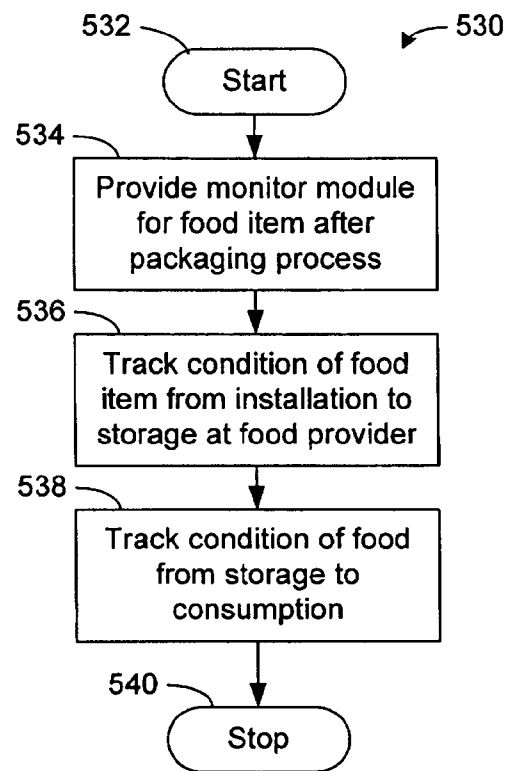 532
530
Start
534
Provide monitor module
for food item after
packaging process
536
Track condition of food
item from installation to
storage at food provider
538
Track condition of food
from storage to
consumption
540
Stop